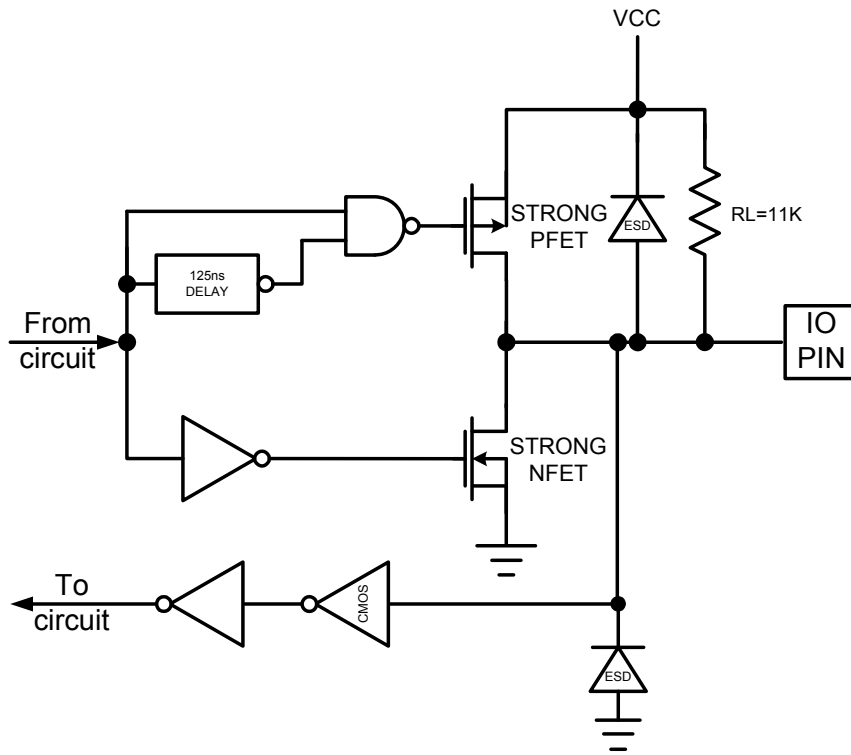 VCC
STRONG
PFET
ESD
RL=11K
125ns
DELAY
From
circuit
IO
PIN
STRONG
NFET
To
circuit
CMOS
ESD